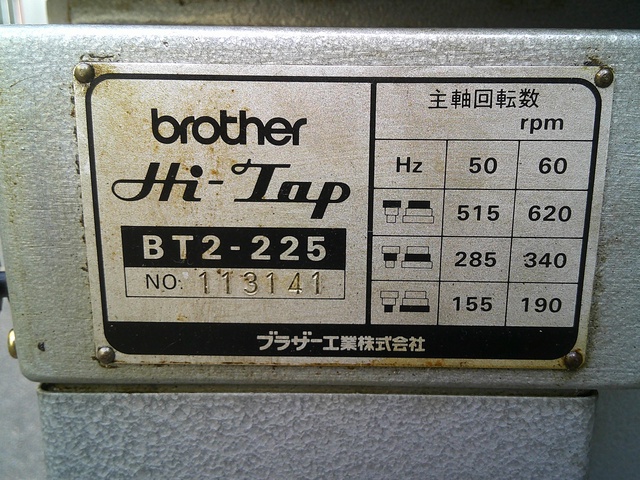 brother
Hi-Tap
BT2-225
NO. 113141
主軸回転数
rpm
Hz 50 60
515 620
285 340
155 190
ブラザー工業株式会社